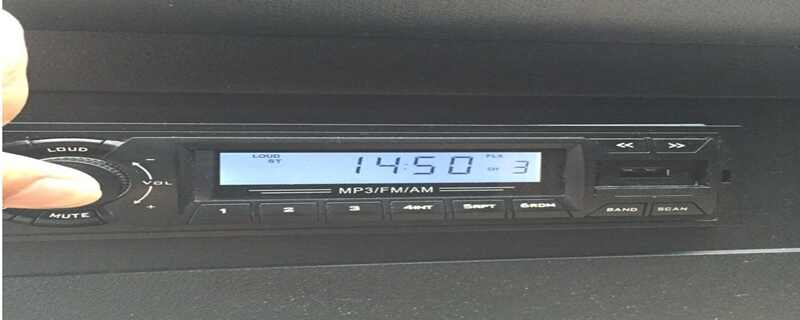 LOUD
VOL
MUTE
LOUD
ST
14:50
CH 3
MP3/FM/AM
1 2 3 4INT 5RPT 6RDM
<< >>
BAND SCAN